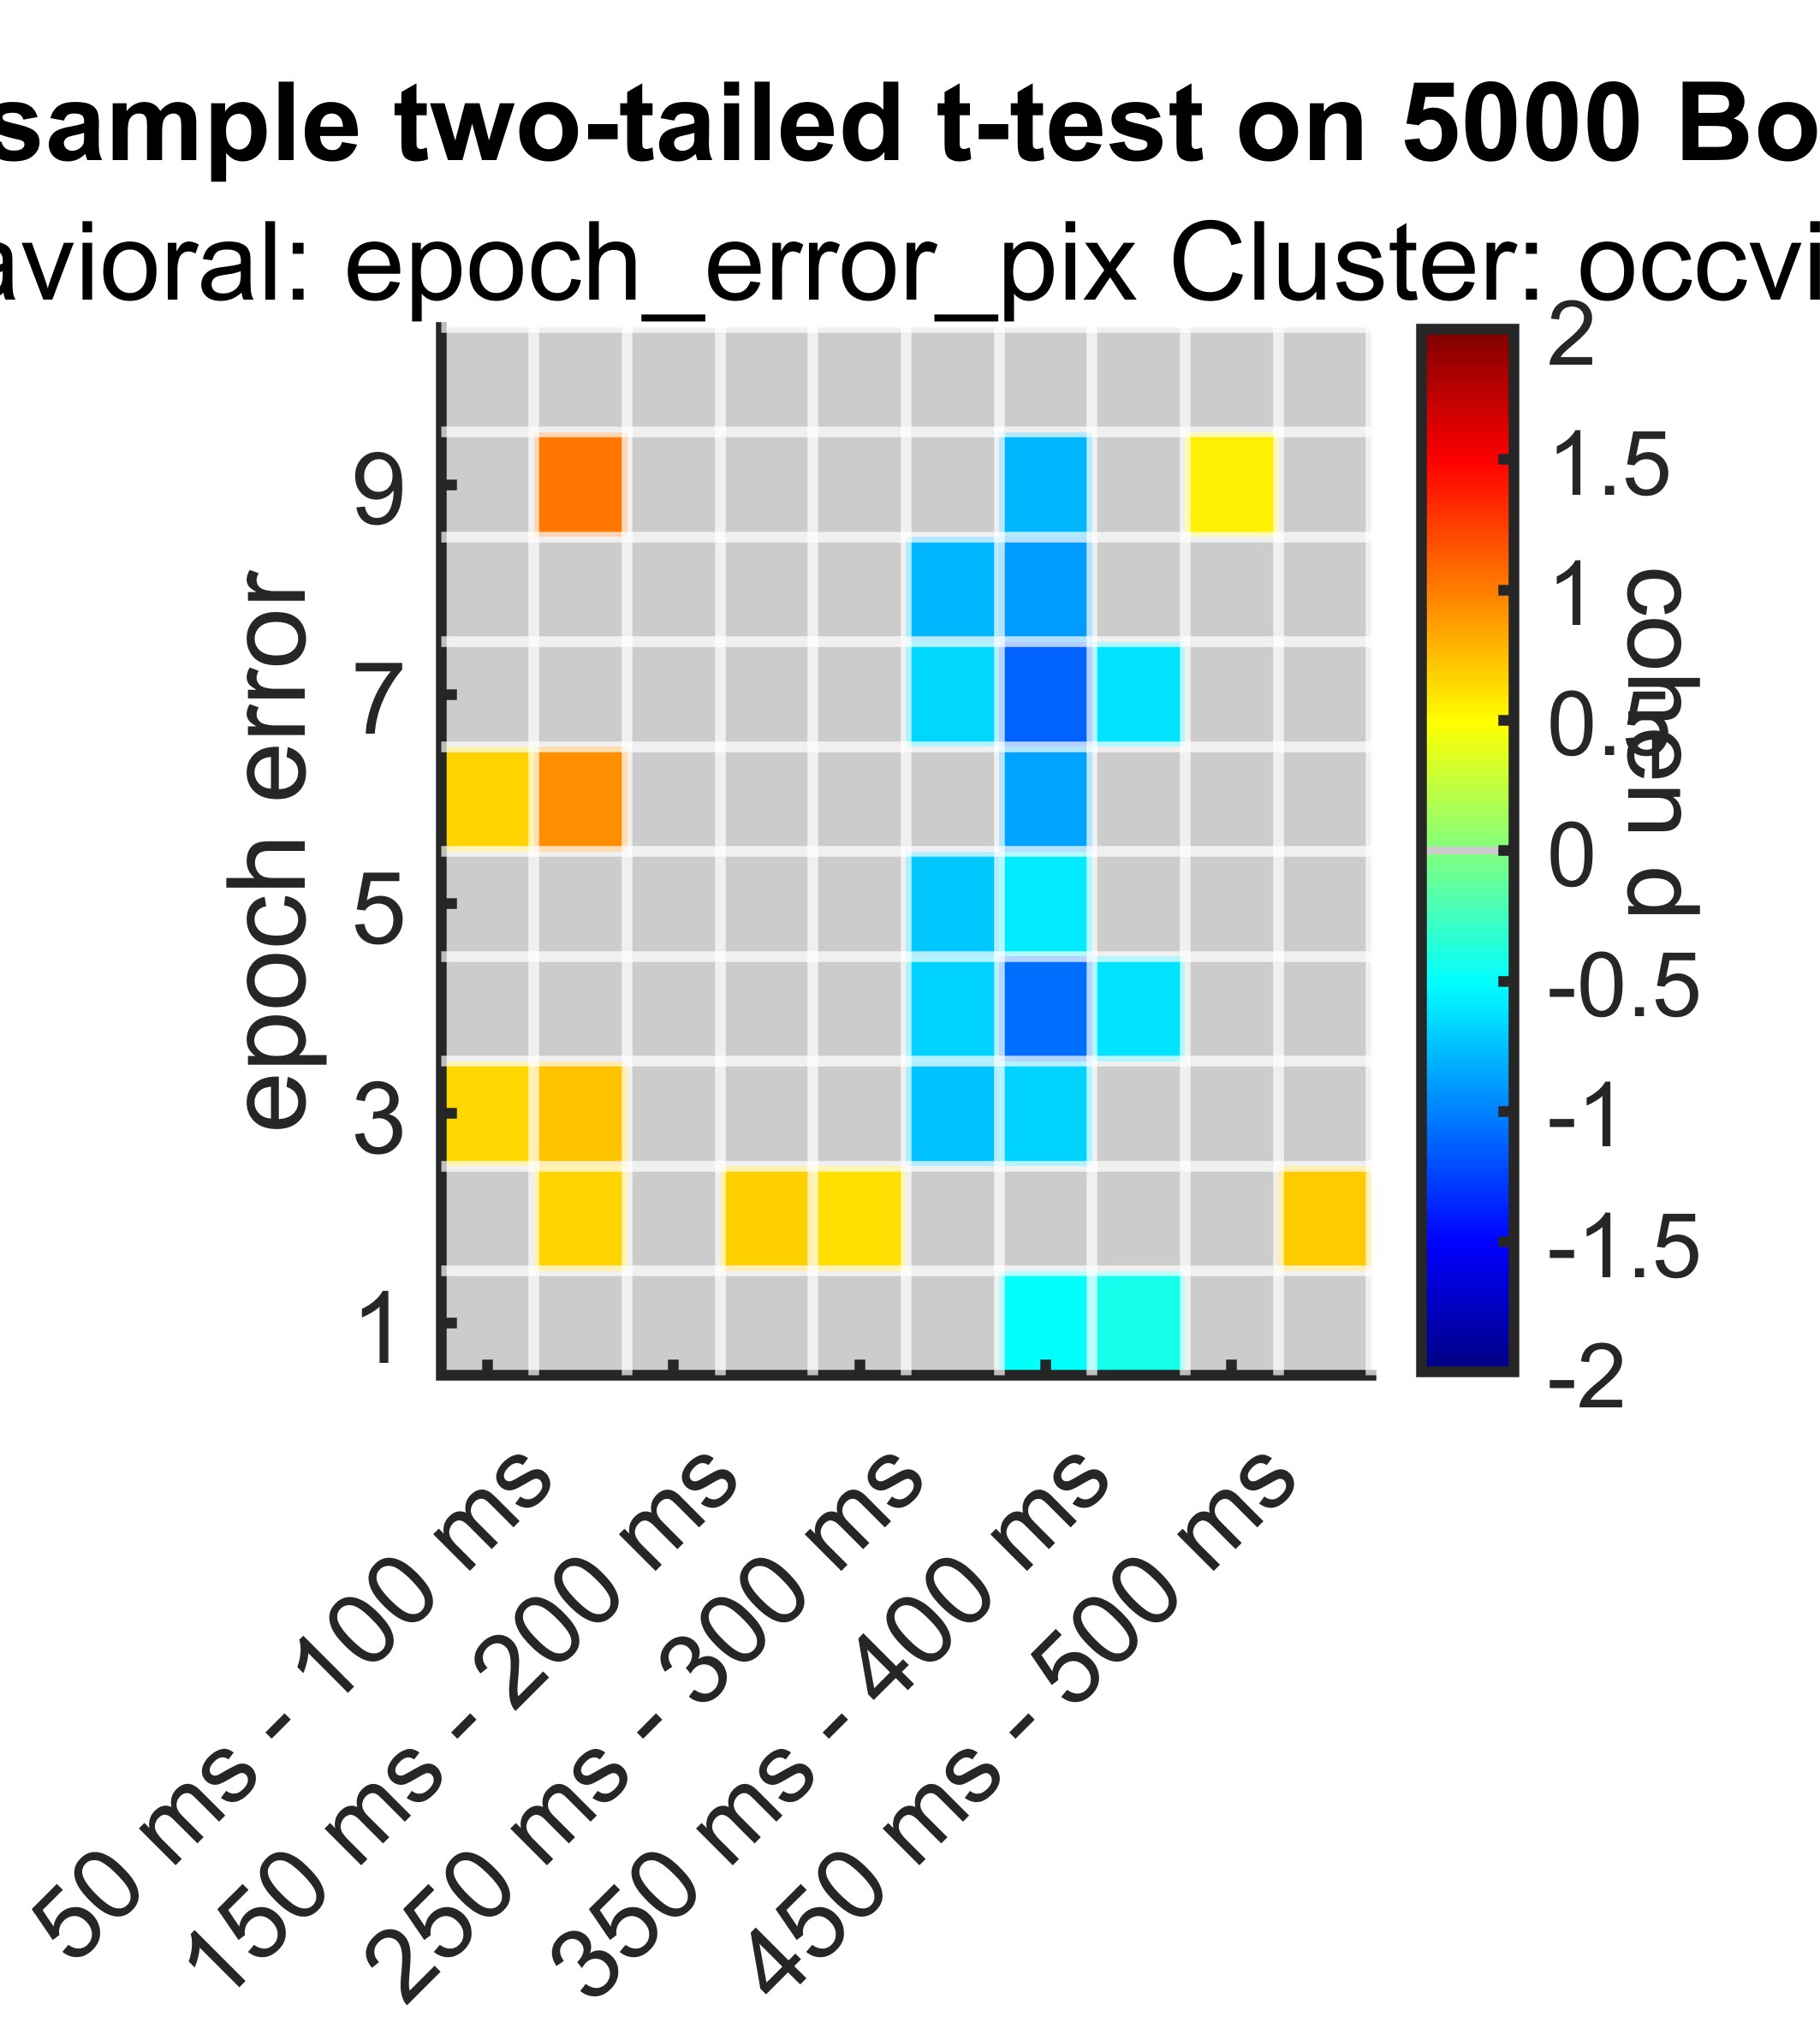 sample two-tailed t-test on 5000 Bo
avioral: epoch_error_pix Cluster: occvi
epoch error
9
7
5
3
1
50 ms - 100 ms
150 ms - 200 ms
250 ms - 300 ms
350 ms - 400 ms
450 ms - 500 ms
2
1.5
1
0.5
0
-0.5
-1
-1.5
-2
cohen d